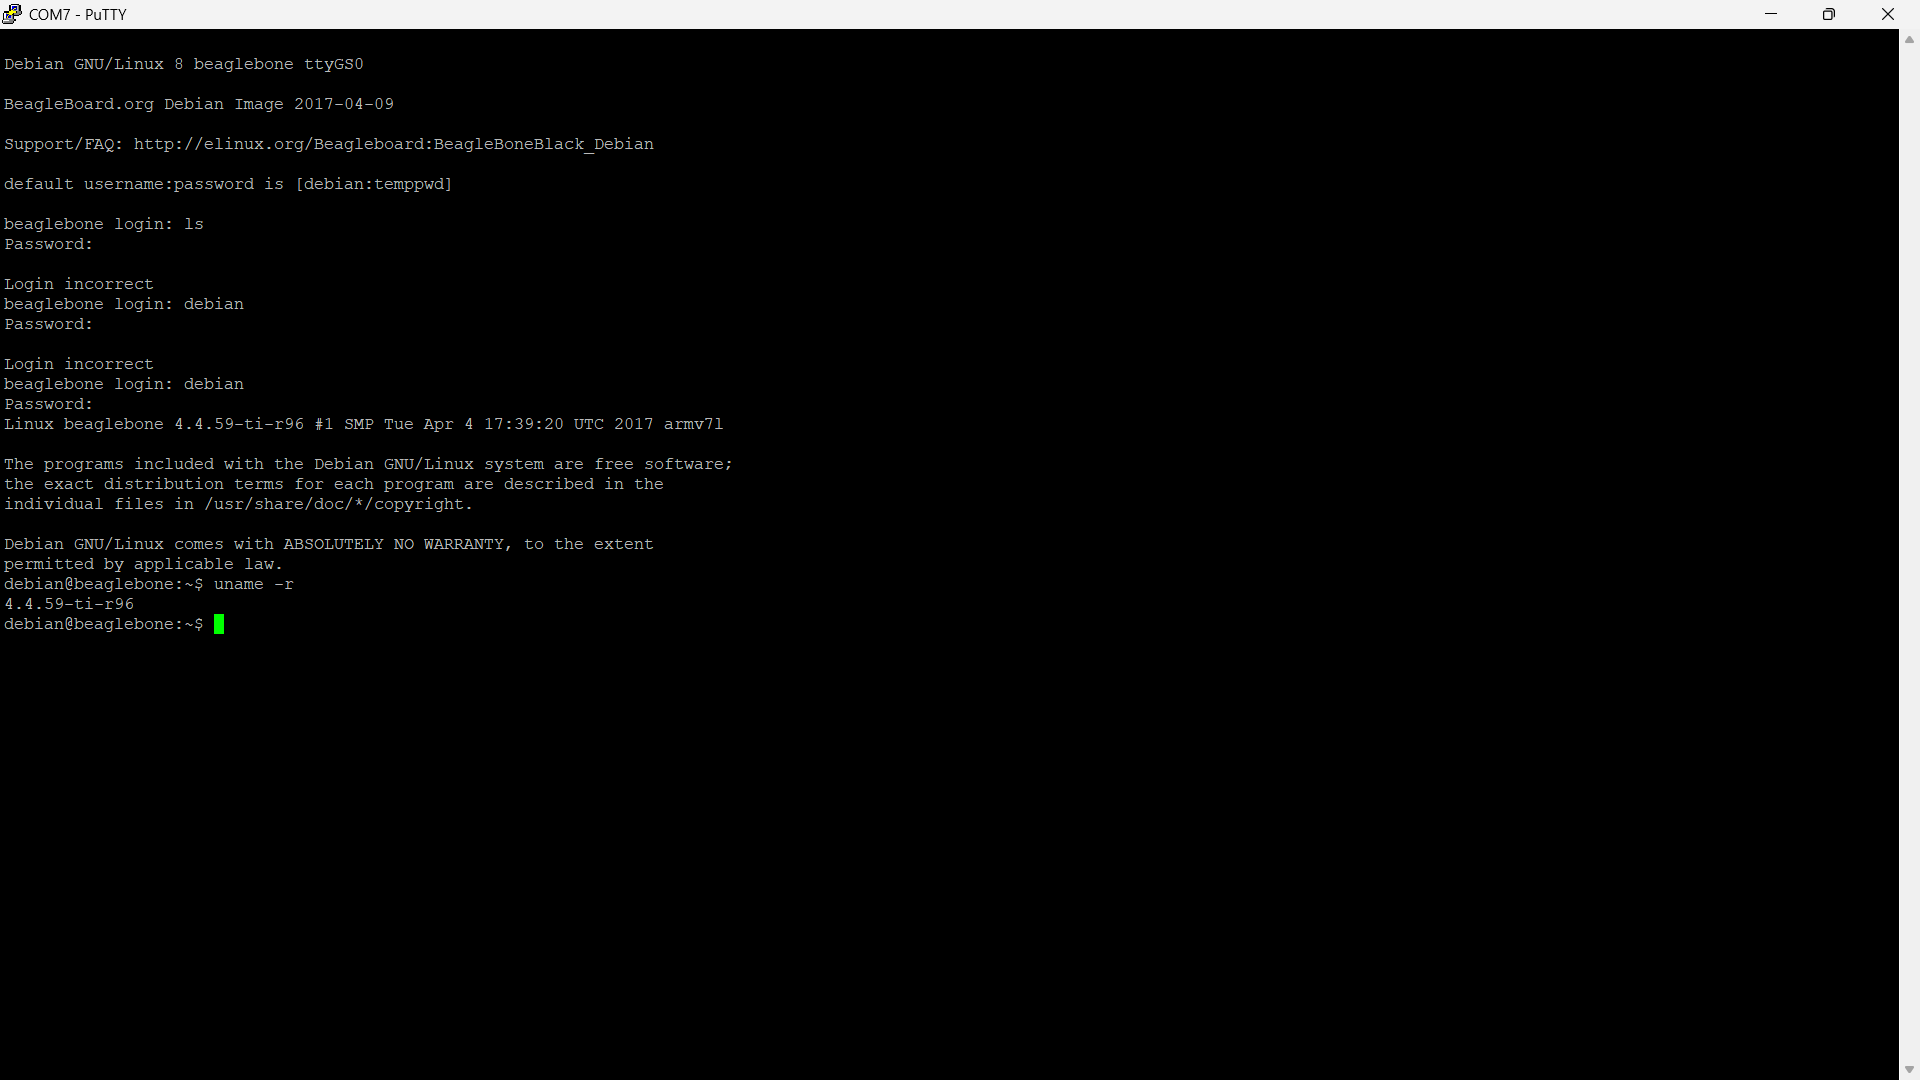 COM7 - PuTTY
Debian GNU/Linux 8 beaglebone ttyGS0
BeagleBoard.org Debian Image 2017-04-09
Support/FAQ: http://elinux.org/Beagleboard:BeagleBoneBlack_Debian
default username:password is [debian:temppwd]
beaglebone login: ls
Password:
Login incorrect
beaglebone login: debian
Password:
Login incorrect
beaglebone login: debian
Password:
Linux beaglebone 4.4.59-ti-r96 #1 SMP Tue Apr 4 17:39:20 UTC 2017 armv7l
The programs included with the Debian GNU/Linux system are free software;
the exact distribution terms for each program are described in the
individual files in /usr/share/doc/*/copyright.
Debian GNU/Linux comes with ABSOLUTELY NO WARRANTY, to the extent
permitted by applicable law.
debian@beaglebone:~$ uname -r
4.4.59-ti-r96
debian@beaglebone:~$